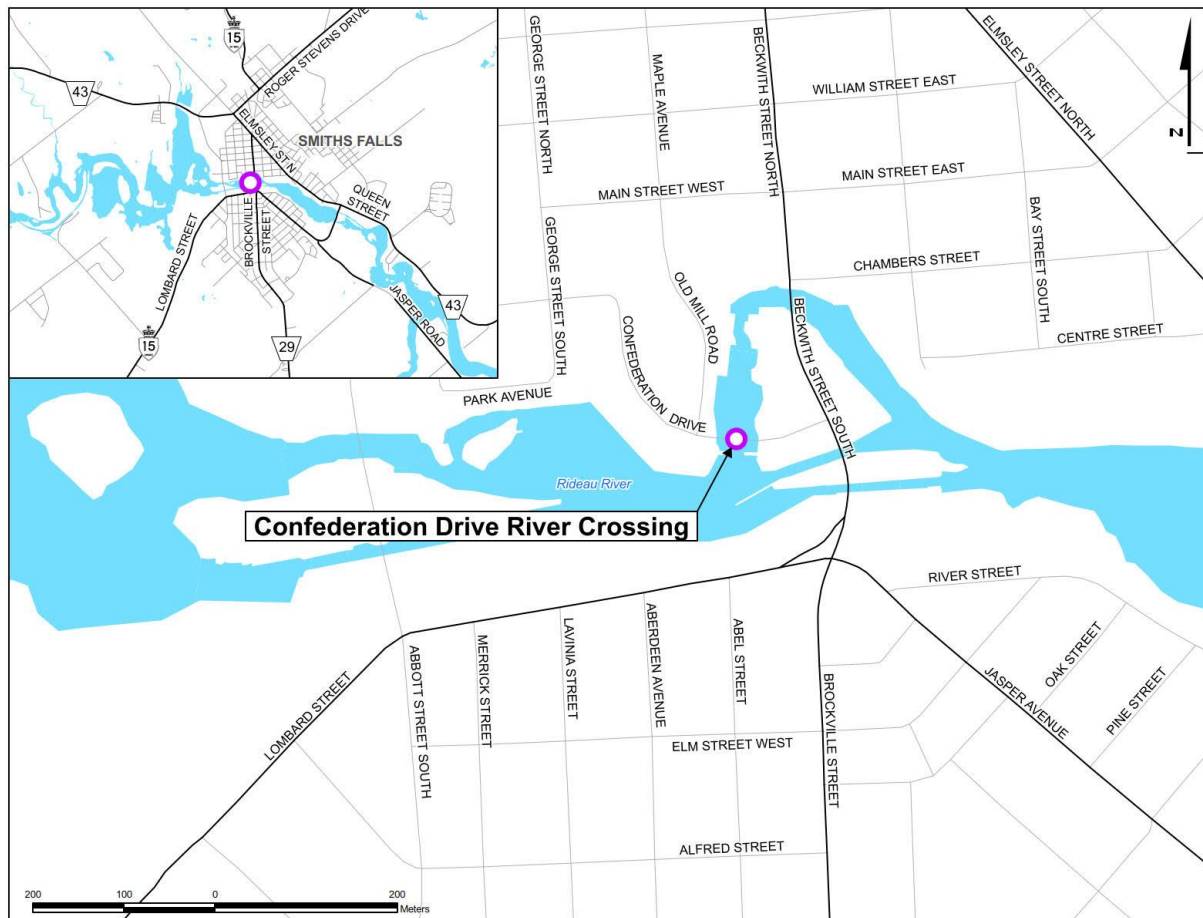 15
ROGER STEVENS DRIVE
43
ELMSLEY ST N
SMITHS FALLS
QUEEN
STREET
BROCKVILLE
STREET
LOMBARD STREET
JASPER ROAD
43
15
29
GEORGE STREET NORTH
MAPLE AVENUE
BECKWITH STREET NORTH
WILLIAM STREET EAST
ELMSLEY STREET NORTH
N
MAIN STREET WEST
MAIN STREET EAST
BAY STREET SOUTH
GEORGE STREET SOUTH
CHAMBERS STREET
OLD MILL ROAD
CONFEDERATION DRIVE
BECKWITH STREET SOUTH
CENTRE STREET
PARK AVENUE
Rideau River
Confederation Drive River Crossing
RIVER STREET
LOMBARD STREET
ABBOTT STREET SOUTH
MERRICK STREET
LAVINIA STREET
ABERDEEN AVENUE
ABEL STREET
BROCKVILLE STREET
JASPER AVENUE
OAK STREET
PINE STREET
ELM STREET WEST
ALFRED STREET
200 100 0 200
Meters